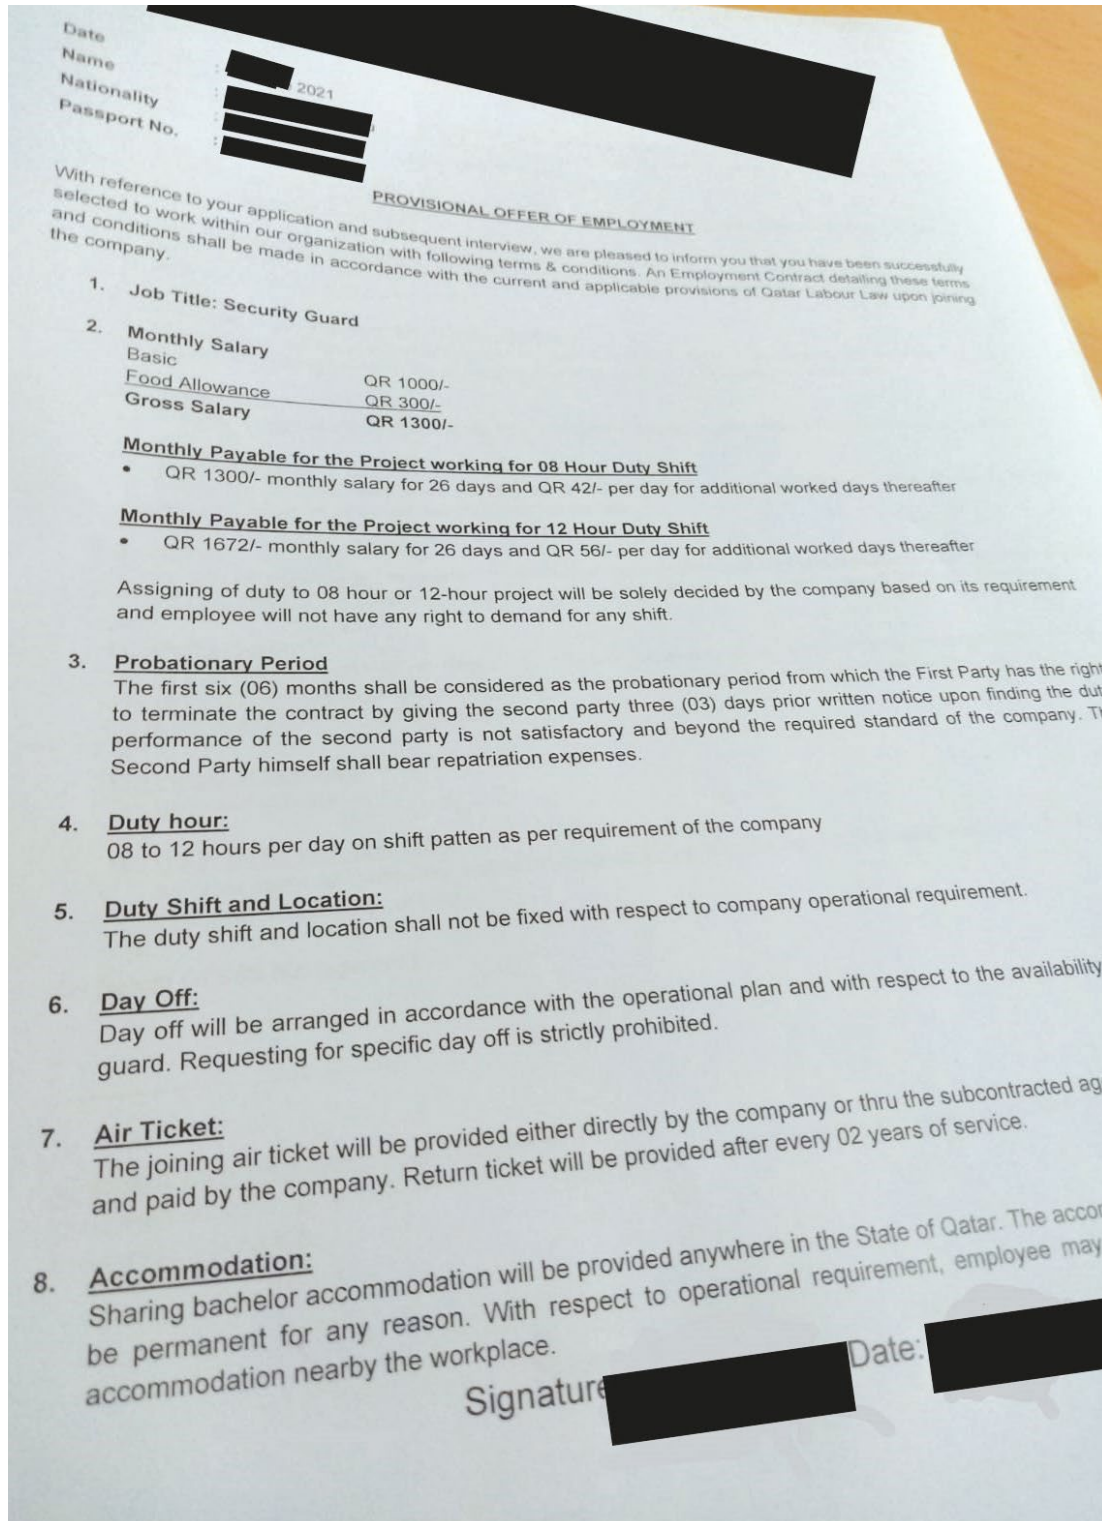 Date
Name
Nationality
Passport No.
: 2021
:
:
:
PROVISIONAL OFFER OF EMPLOYMENT
With reference to your application and subsequent interview, we are pleased to inform you that you have been successfully
selected to work within our organization with following terms & conditions. An Employment Contract detailing these terms
and conditions shall be made in accordance with the current and applicable provisions of Qatar Labour Law upon joining
the company.
1. Job Title: Security Guard
2. Monthly Salary
Basic QR 1000/-
Food Allowance QR 300/-
Gross Salary QR 1300/-
Monthly Payable for the Project working for 08 Hour Duty Shift
• QR 1300/- monthly salary for 26 days and QR 42/- per day for additional worked days thereafter
Monthly Payable for the Project working for 12 Hour Duty Shift
• QR 1672/- monthly salary for 26 days and QR 56/- per day for additional worked days thereafter
Assigning of duty to 08 hour or 12-hour project will be solely decided by the company based on its requirement
and employee will not have any right to demand for any shift.
3. Probationary Period
The first six (06) months shall be considered as the probationary period from which the First Party has the right
to terminate the contract by giving the second party three (03) days prior written notice upon finding the dut
performance of the second party is not satisfactory and beyond the required standard of the company. T
Second Party himself shall bear repatriation expenses.
4. Duty hour:
08 to 12 hours per day on shift patten as per requirement of the company
5. Duty Shift and Location:
The duty shift and location shall not be fixed with respect to company operational requirement.
6. Day Off:
Day off will be arranged in accordance with the operational plan and with respect to the availability
guard. Requesting for specific day off is strictly prohibited.
7. Air Ticket:
The joining air ticket will be provided either directly by the company or thru the subcontracted ag
and paid by the company. Return ticket will be provided after every 02 years of service.
8. Accommodation:
Sharing bachelor accommodation will be provided anywhere in the State of Qatar. The accor
be permanent for any reason. With respect to operational requirement, employee may
accommodation nearby the workplace.
Signature Date: